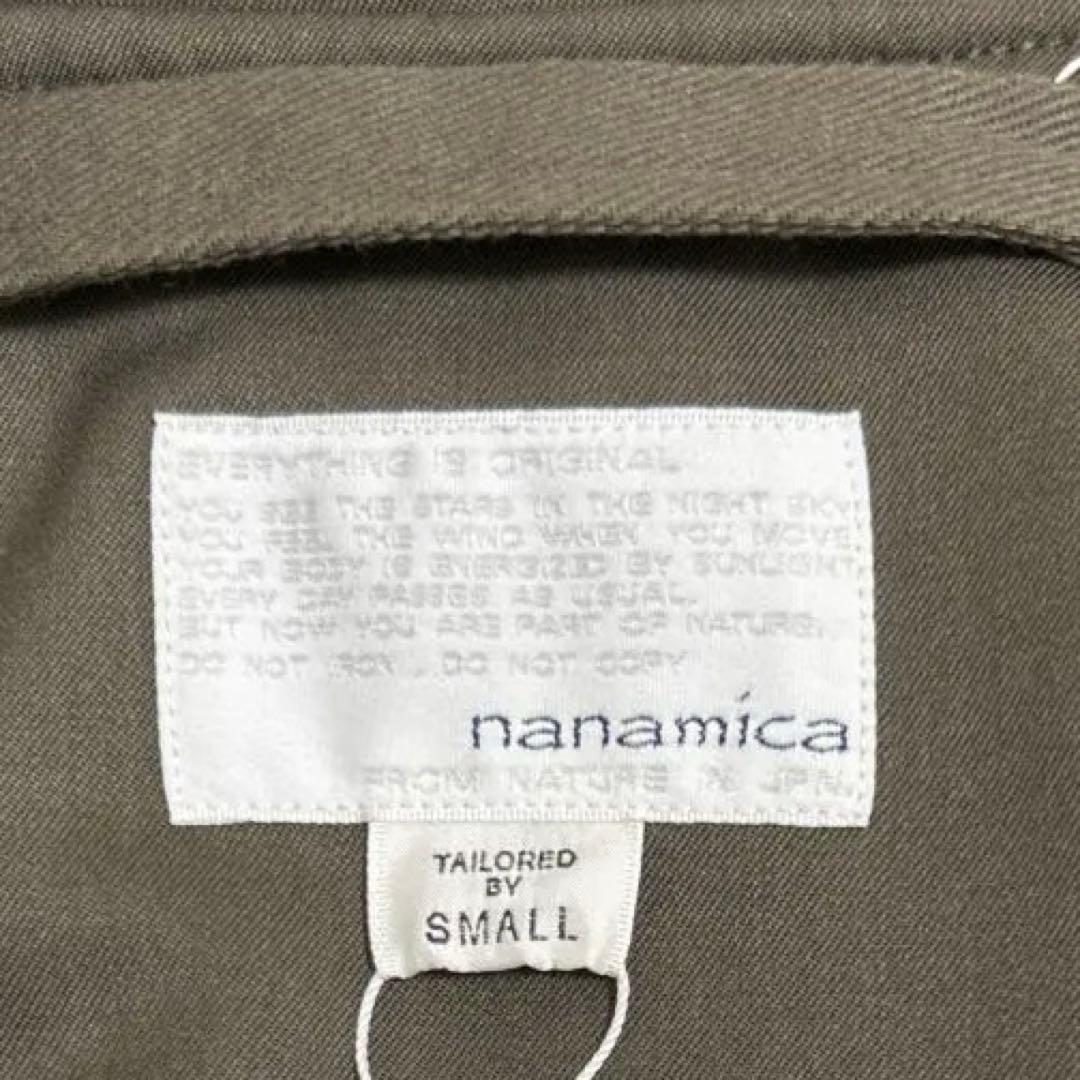 EVERYTHING IS ORIGINAL
YOU SEE THE STARS IN THE NIGHT SKY
YOU FEEL THE WIND WHEN YOU MOVE
YOUR BODY IS ENERGIZED BY SUNLIGHT
EVERY DAY PASSES AS USUAL.
BUT NOW YOU ARE PART OF NATURE.
DO NOT IRON. DO NOT COPY
nanamica
FROM NATURE JPN.
TAILORED
BY
SMALL